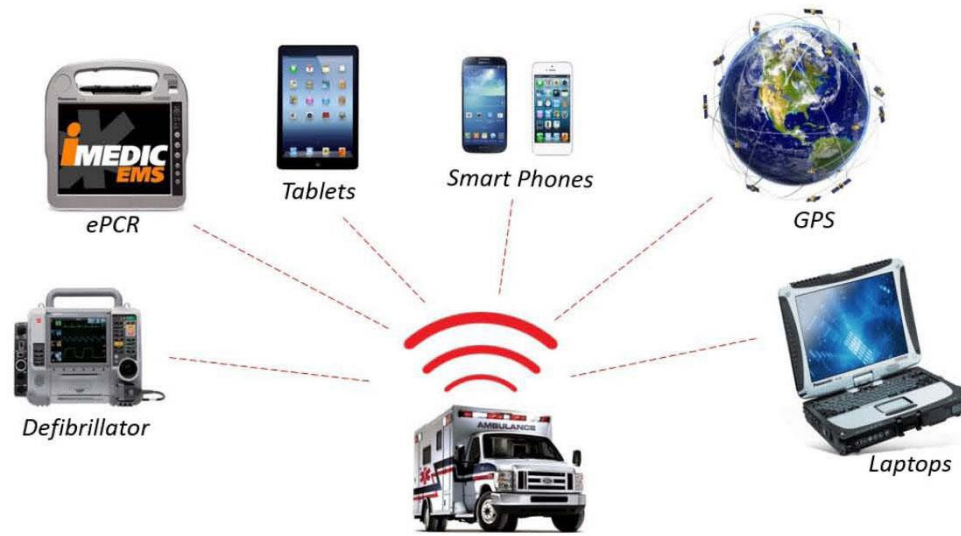 iMEDIC
EMS
ePCR
Tablets
Smart Phones
GPS
Defibrillator
AMBULANCE
Laptops